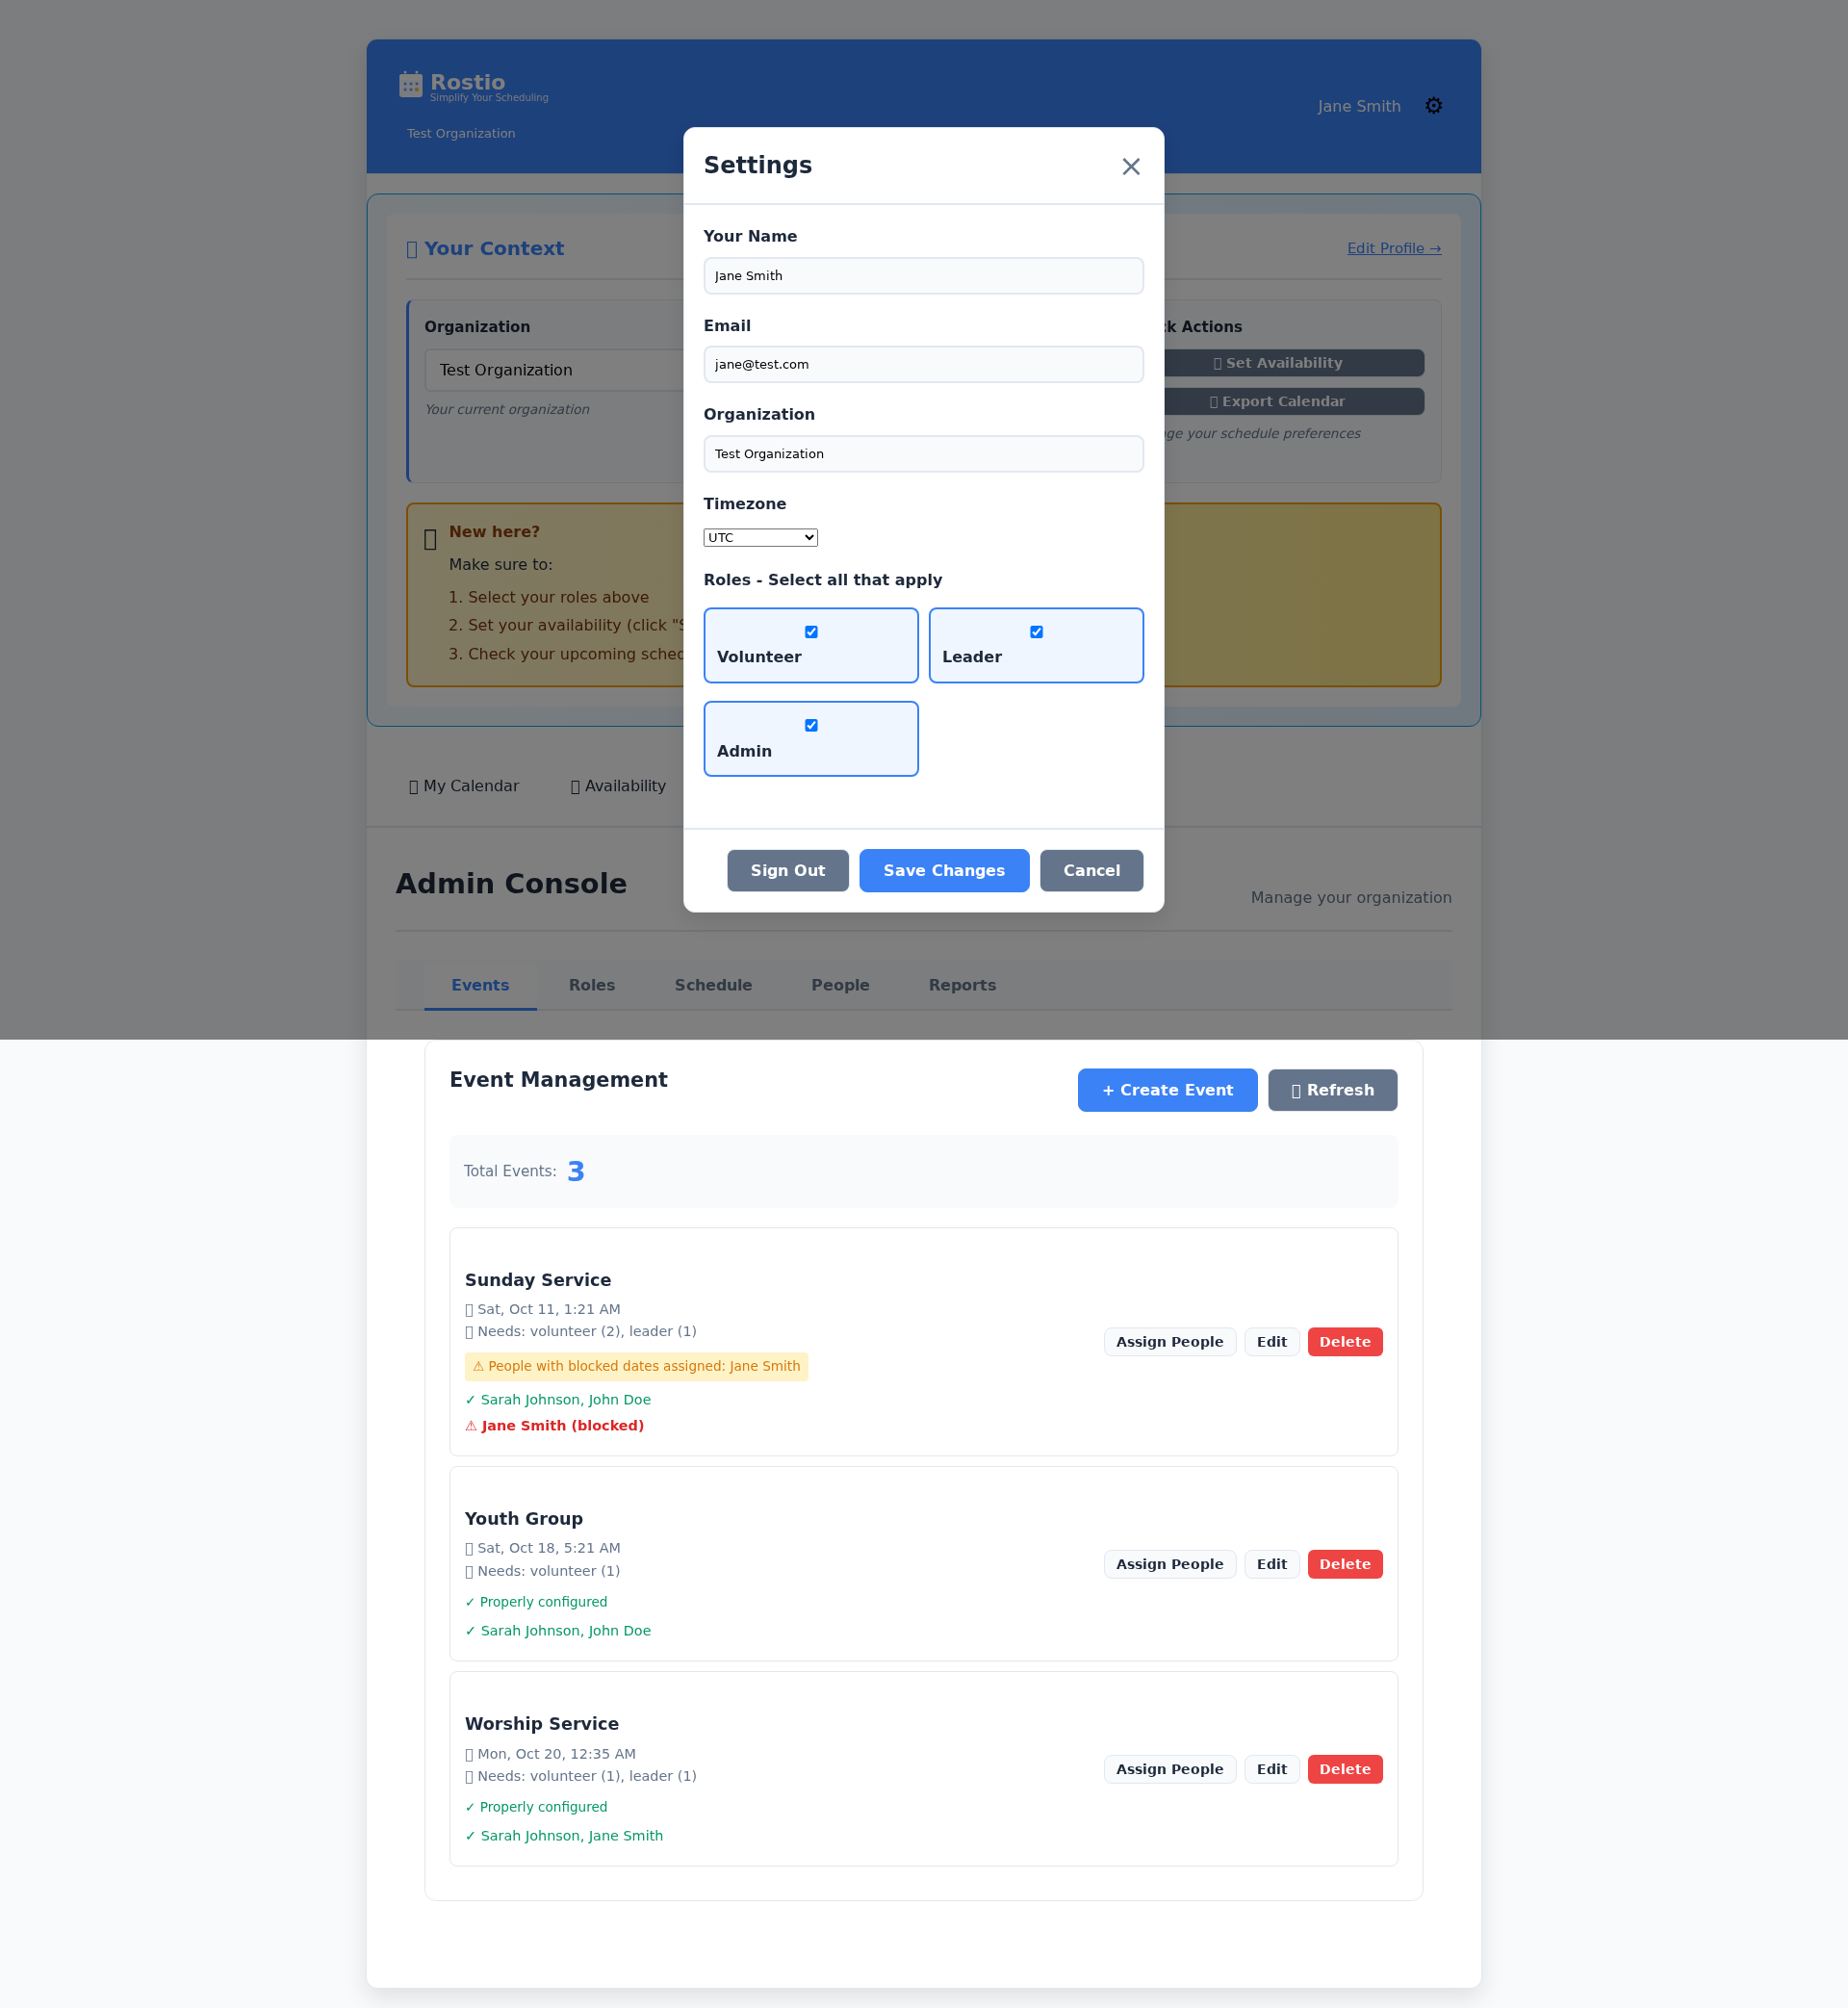 Rostio
Simplify Your Scheduling
Test Organization
Jane Smith
Settings
Your Name
Jane Smith
Email
jane@test.com
Organization
Test Organization
Timezone
UTC
Roles - Select all that apply
Volunteer
Leader
Admin
Sign Out
Save Changes
Cancel
Your Context
Edit Profile →
Organization
Test Organization
Your current organization
Actions
Set Availability
Export Calendar
your schedule preferences
New here?
Make sure to:
1. Select your roles above
2. Set your availability (click
3. Check your upcoming
My Calendar
Availability
Admin Console
Manage your organization
Events
Roles
Schedule
People
Reports
Event Management
+ Create Event
Refresh
Total Events: 3
Sunday Service
Sat, Oct 11, 1:21 AM
Needs: volunteer (2), leader (1)
⚠ People with blocked dates assigned: Jane Smith
✓ Sarah Johnson, John Doe
⚠ Jane Smith (blocked)
Assign People
Edit
Delete
Youth Group
Sat, Oct 18, 5:21 AM
Needs: volunteer (1)
✓ Properly configured
✓ Sarah Johnson, John Doe
Assign People
Edit
Delete
Worship Service
Mon, Oct 20, 12:35 AM
Needs: volunteer (1), leader (1)
✓ Properly configured
✓ Sarah Johnson, Jane Smith
Assign People
Edit
Delete